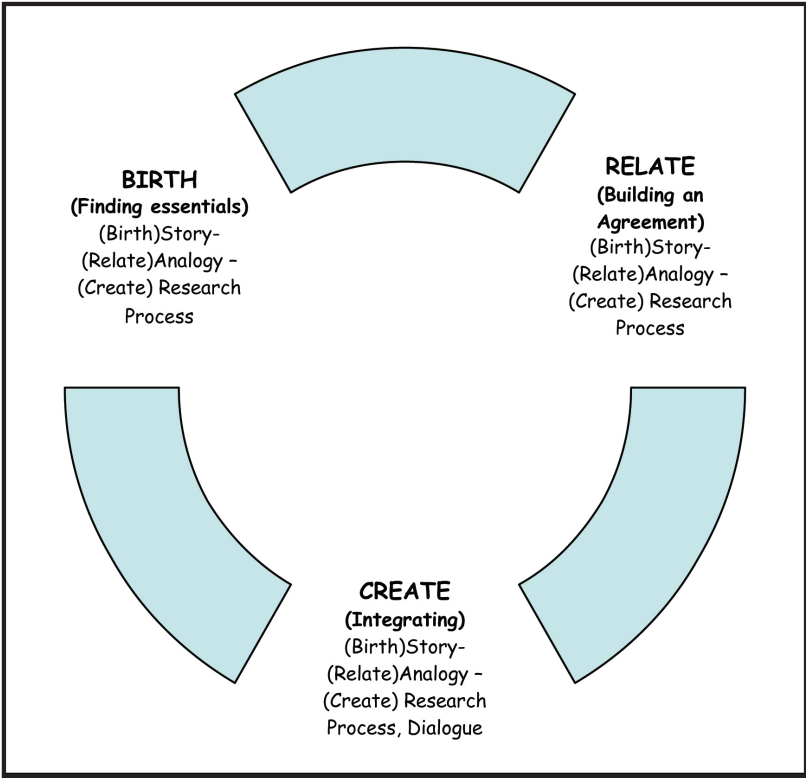 BIRTH
(Finding essentials)
(Birth)Story-
(Relate)Analogy –
(Create) Research
Process
RELATE
(Building an
Agreement)
(Birth)Story-
(Relate)Analogy –
(Create) Research
Process
CREATE
(Integrating)
(Birth)Story-
(Relate)Analogy –
(Create) Research
Process, Dialogue